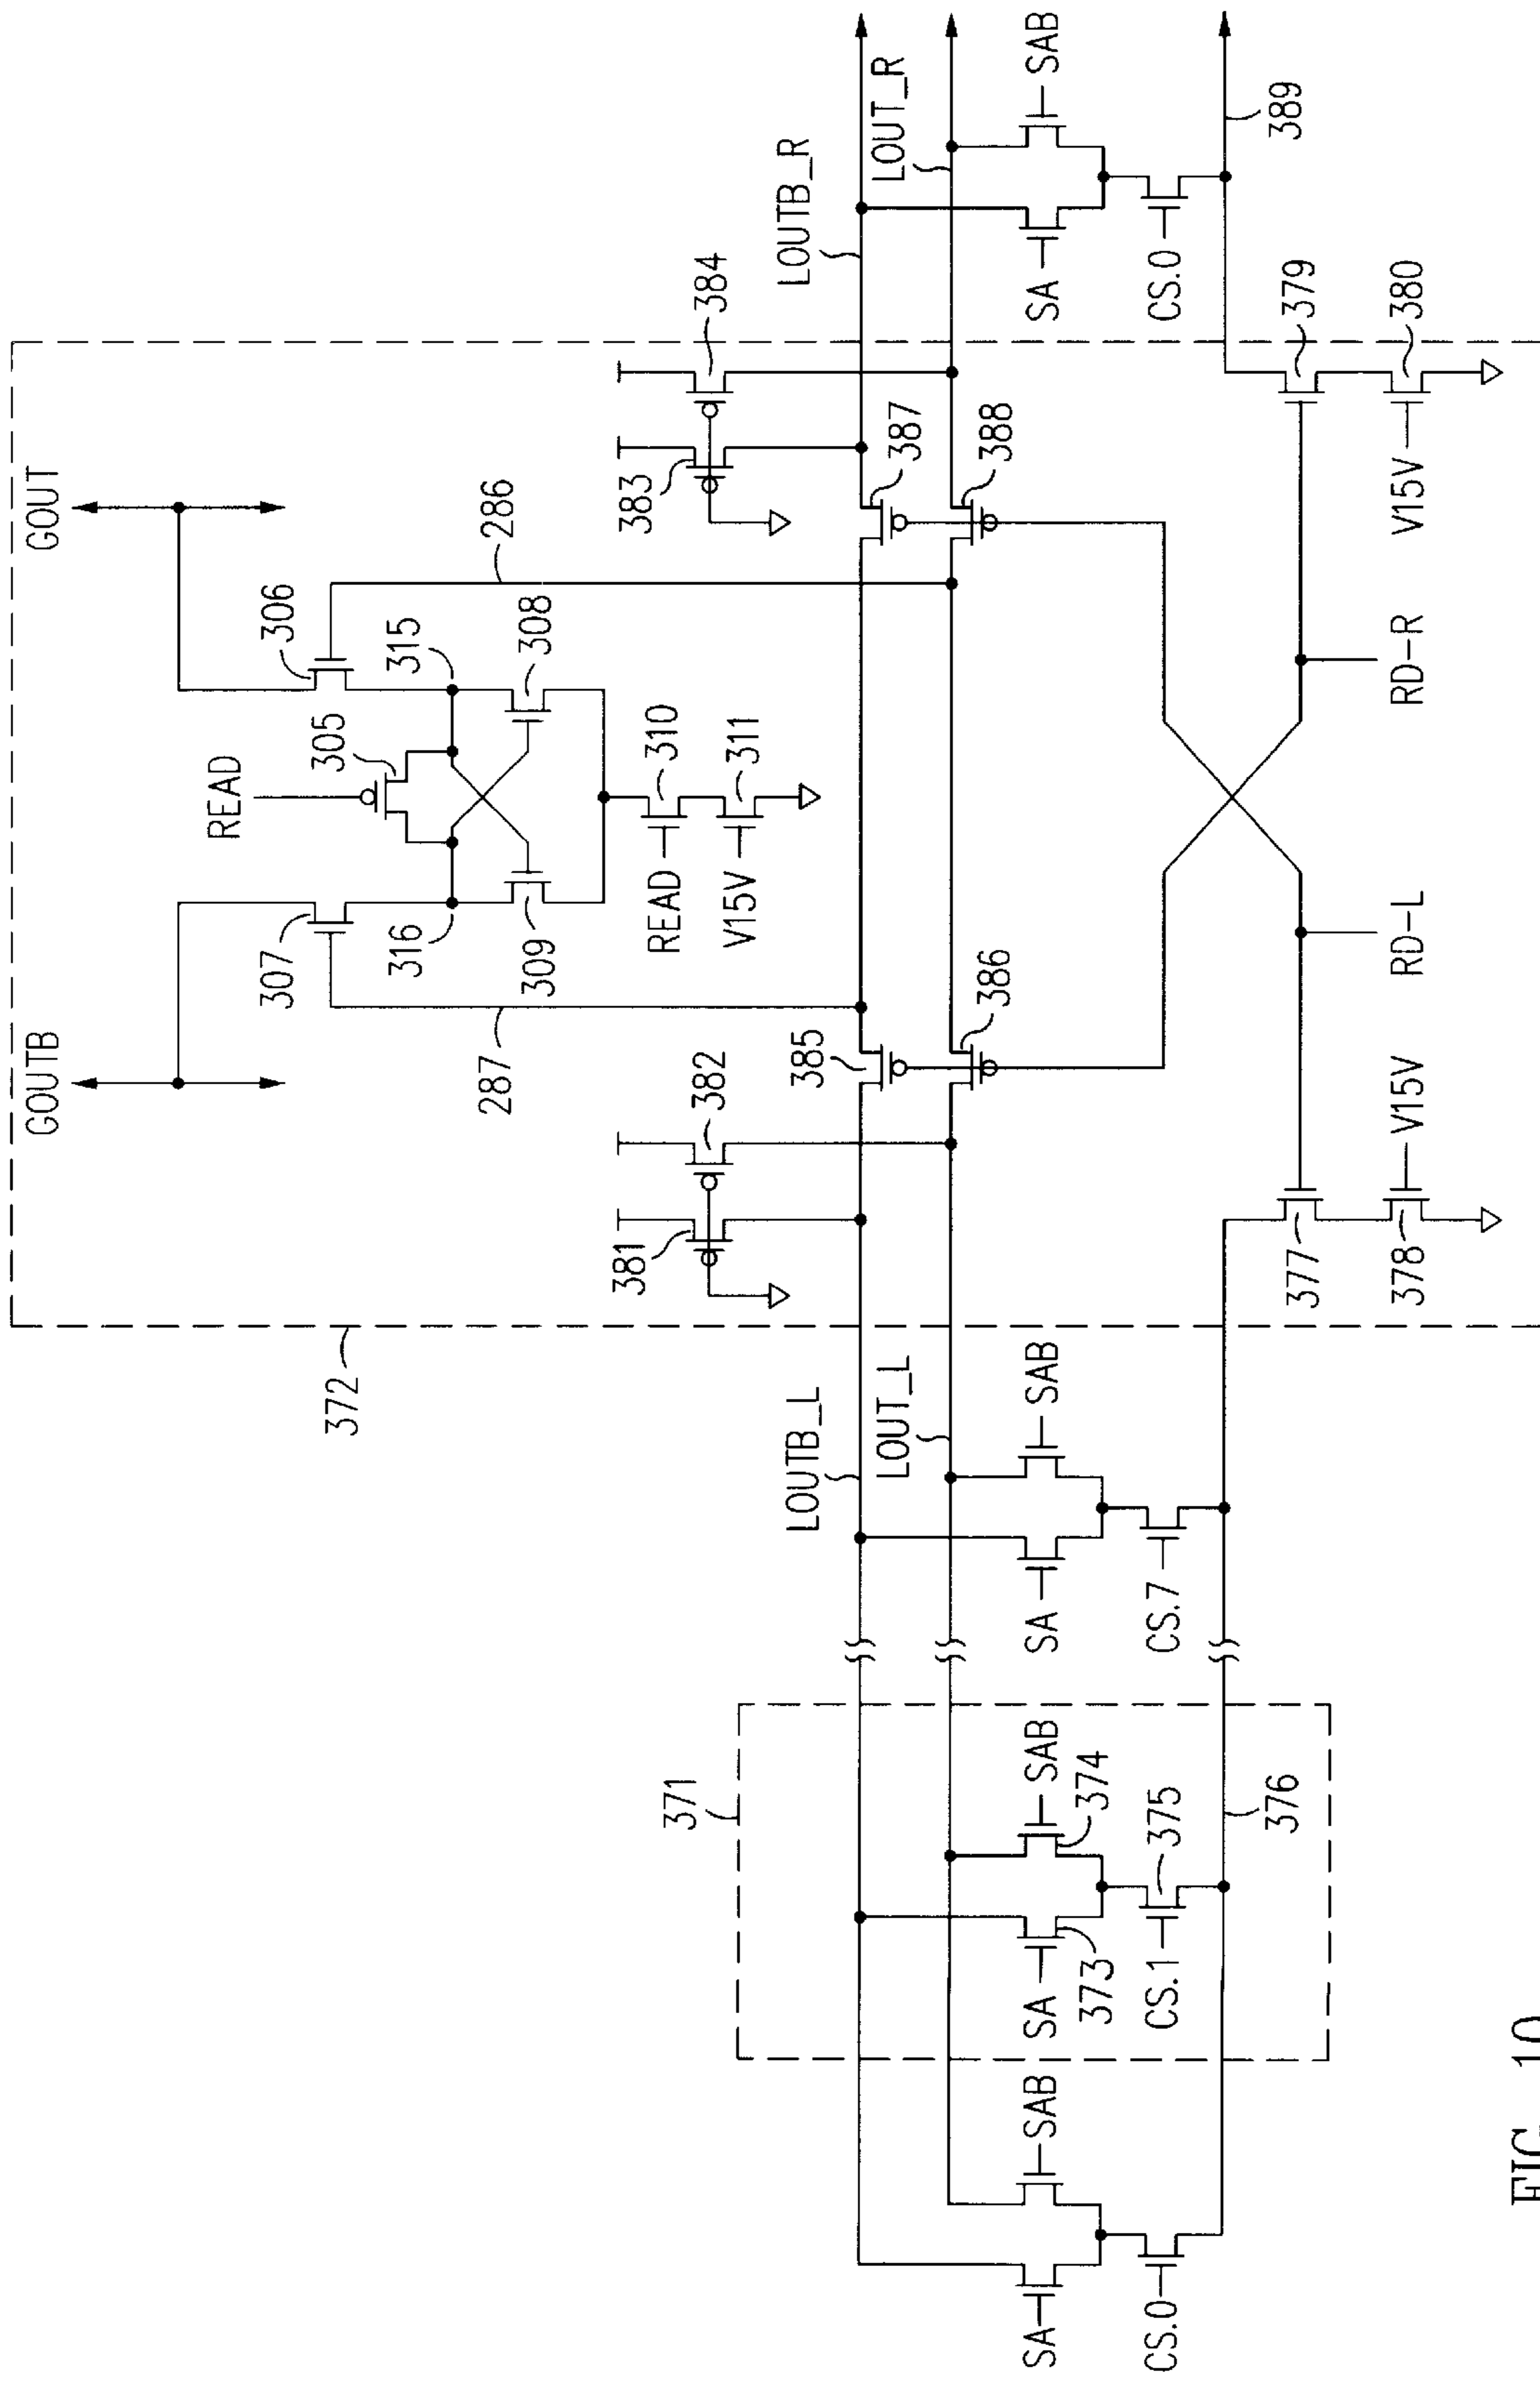 GOUTB
GOUT
READ
307
305
306
316
315
309
308
READ
310
V15V
311
287
286
372
381
382
383
384
385
386
387
388
LOUTB_L
LOUT_L
LOUTB_R
LOUT_R
371
SA
SAB
CS.0
SA
373
SAB
374
CS.1
375
376
SA
SAB
CS.7
SA
SAB
CS.0
389
377
378
V15V
RD-L
RD-R
379
V15V
380
FIG. 10